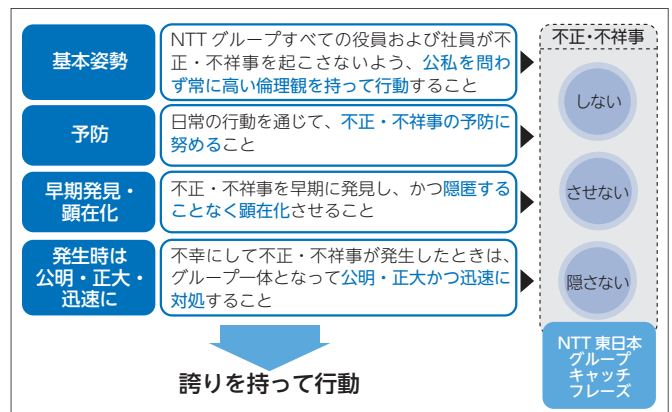 基本姿勢
NTT グループすべての役員および社員が不
正・不祥事を起こさないよう、公私を問わ
ず常に高い倫理観を持って行動すること
予防
日常の行動を通じて、不正・不祥事の予防に
努めること
早期発見・
顕在化
不正・不祥事を早期に発見し、かつ隠匿する
ことなく顕在化させること
発生時は
公明・正大・
迅速に
不幸にして不正・不祥事が発生したときは、
グループ一体となって公明・正大かつ迅速に
対処すること
誇りを持って行動
不正・不祥事
しない
させない
隠さない
NTT 東日本
グループ
キャッチ
フレーズ